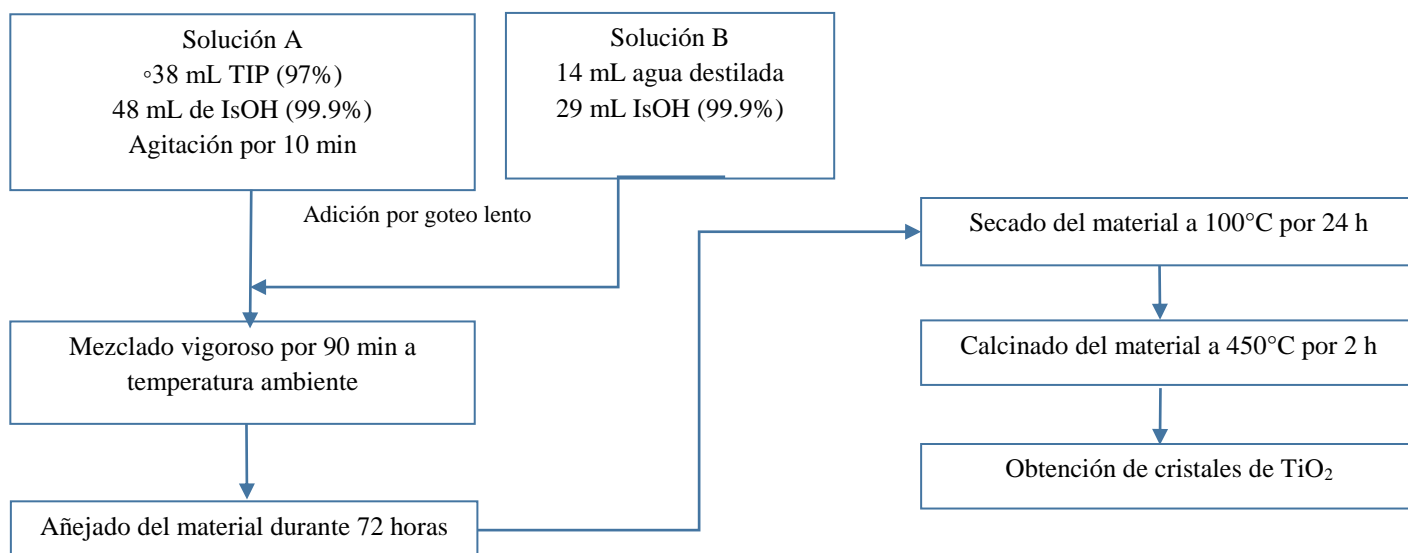 Solución A
◦38 mL TIP (97%)
48 mL de IsOH (99.9%)
Agitación por 10 min
Solución B
14 mL agua destilada
29 mL IsOH (99.9%)
Adición por goteo lento
Mezclado vigoroso por 90 min a
temperatura ambiente
Añejado del material durante 72 horas
Secado del material a 100°C por 24 h
Calcinado del material a 450°C por 2 h
Obtención de cristales de TiO₂